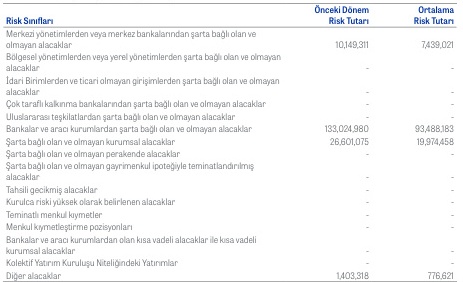 Önceki Dönem Ortalama
Risk Sınıfları Risk Tutarı Risk Tutarı
Merkezi yönetimlerden veya merkez bankalarından şarta bağlı olan ve
olmayan alacaklar 10,149,311 7,439,021
Bölgesel yönetimlerden veya yerel yönetimlerden şarta bağlı olan ve olmayan
alacaklar - -
İdari Birimlerden ve ticari olmayan girişimlerden şarta bağlı olan ve olmayan
alacaklar - -
Çok taraflı kalkınma bankalarından şarta bağlı olan ve olmayan alacaklar - -
Uluslararası teşkilatlardan şarta bağlı olan ve olmayan alacaklar - -
Bankalar ve aracı kurumlardan şarta bağlı olan ve olmayan alacaklar 133,024,980 93,488,183
Şarta bağlı olan ve olmayan kurumsal alacaklar 26,601,075 19,974,458
Şarta bağlı olan ve olmayan perakende alacaklar - -
Şarta bağlı olan ve olmayan gayrimenkul ipoteğiyle teminatlandırılmış
alacaklar - -
Tahsili gecikmiş alacaklar - -
Kurulca riski yüksek olarak belirlenen alacaklar - -
Teminatlı menkul kıymetler - -
Menkul kıymetleştirme pozisyonları - -
Bankalar ve aracı kurumlardan olan kısa vadeli alacaklar ile kısa vadeli
kurumsal alacaklar - -
Kolektif Yatırım Kuruluşu Niteliğindeki Yatırımlar - -
Diğer alacaklar 1,403,318 776,621